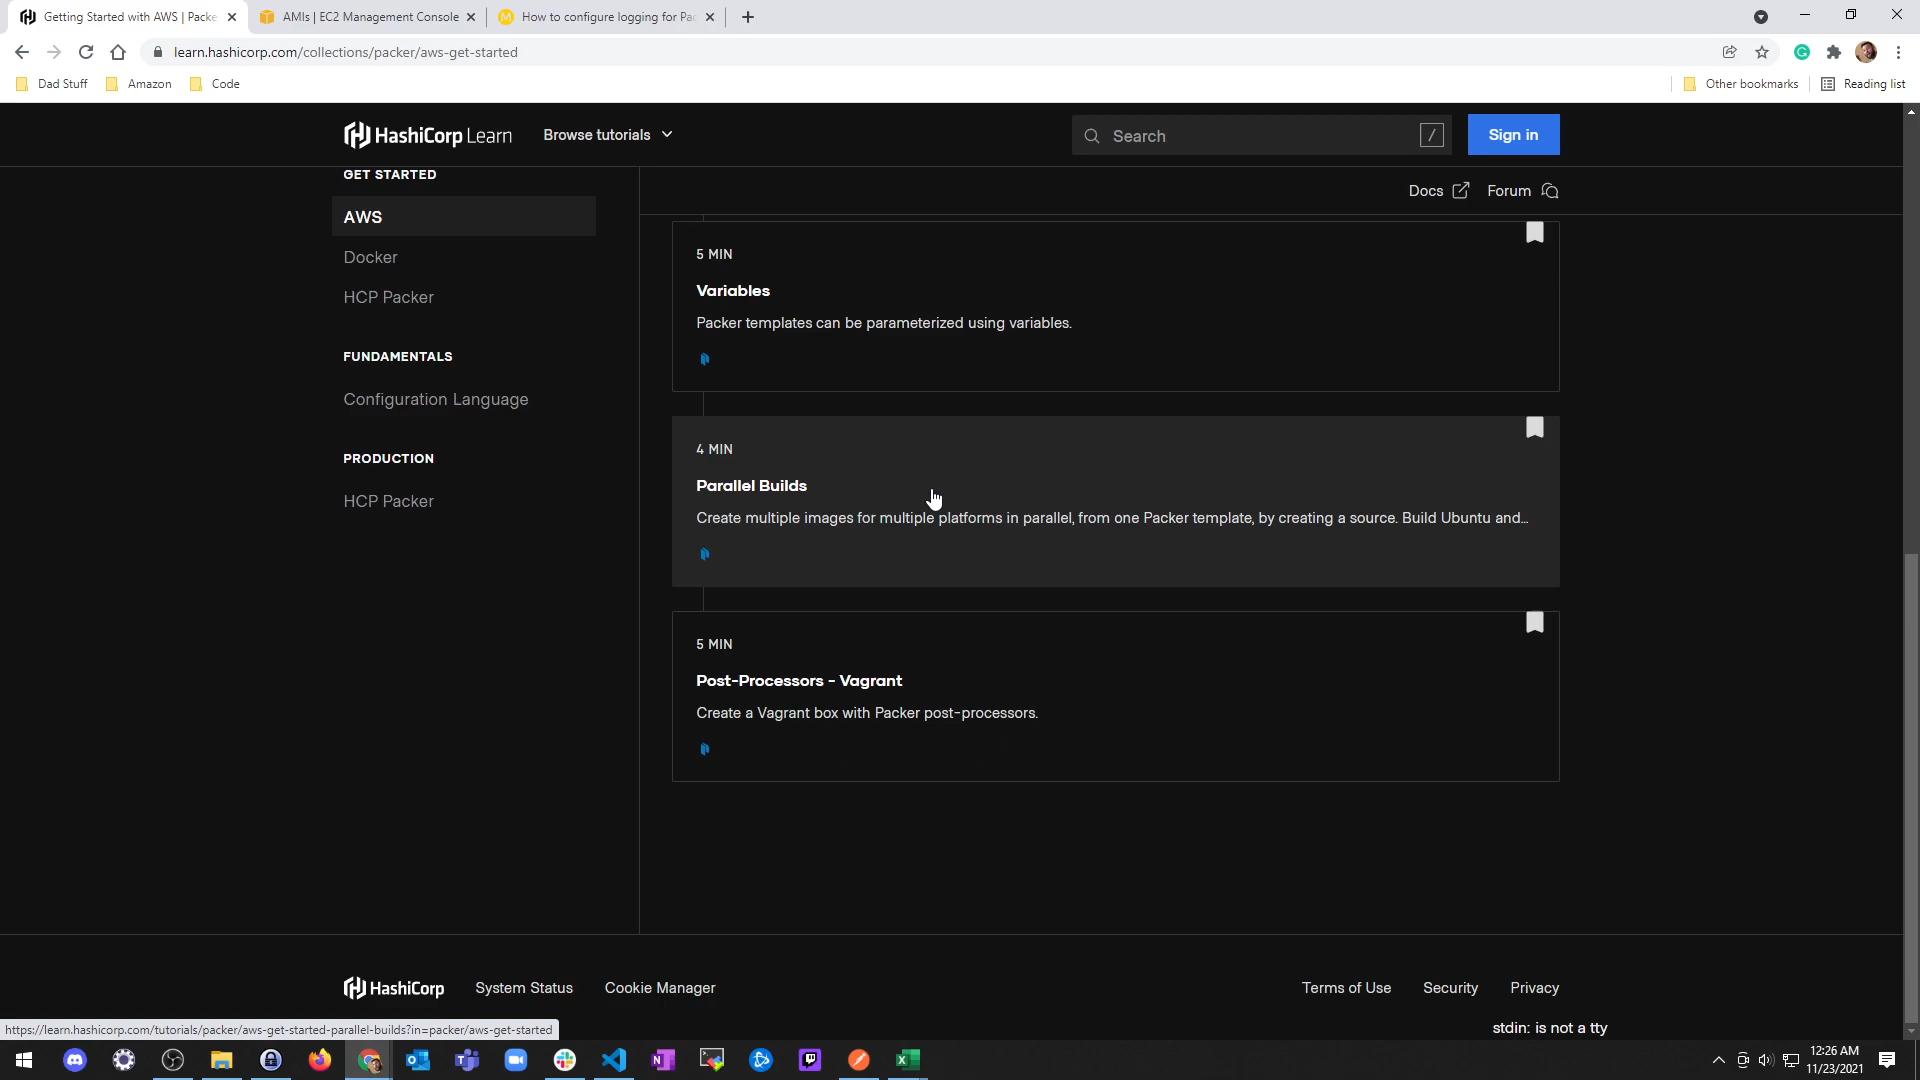 Getting Started with AWS | Packe
AMIs | EC2 Management Console
How to configure logging for Pac
learn.hashicorp.com/collections/packer/aws-get-started
Dad Stuff
Amazon
Code
Other bookmarks
Reading list
HashiCorp Learn
Browse tutorials
Search
/
Sign in
GET STARTED
AWS
Docker
HCP Packer
FUNDAMENTALS
Configuration Language
PRODUCTION
HCP Packer
Docs
Forum
5 MIN
Variables
Packer templates can be parameterized using variables.
4 MIN
Parallel Builds
Create multiple images for multiple platforms in parallel, from one Packer template, by creating a source. Build Ubuntu and...
5 MIN
Post-Processors - Vagrant
Create a Vagrant box with Packer post-processors.
HashiCorp
System Status
Cookie Manager
Terms of Use
Security
Privacy
stdin: is not a tty
https://learn.hashicorp.com/tutorials/packer/aws-get-started-parallel-builds?in=packer/aws-get-started
12:26 AM
11/23/2021